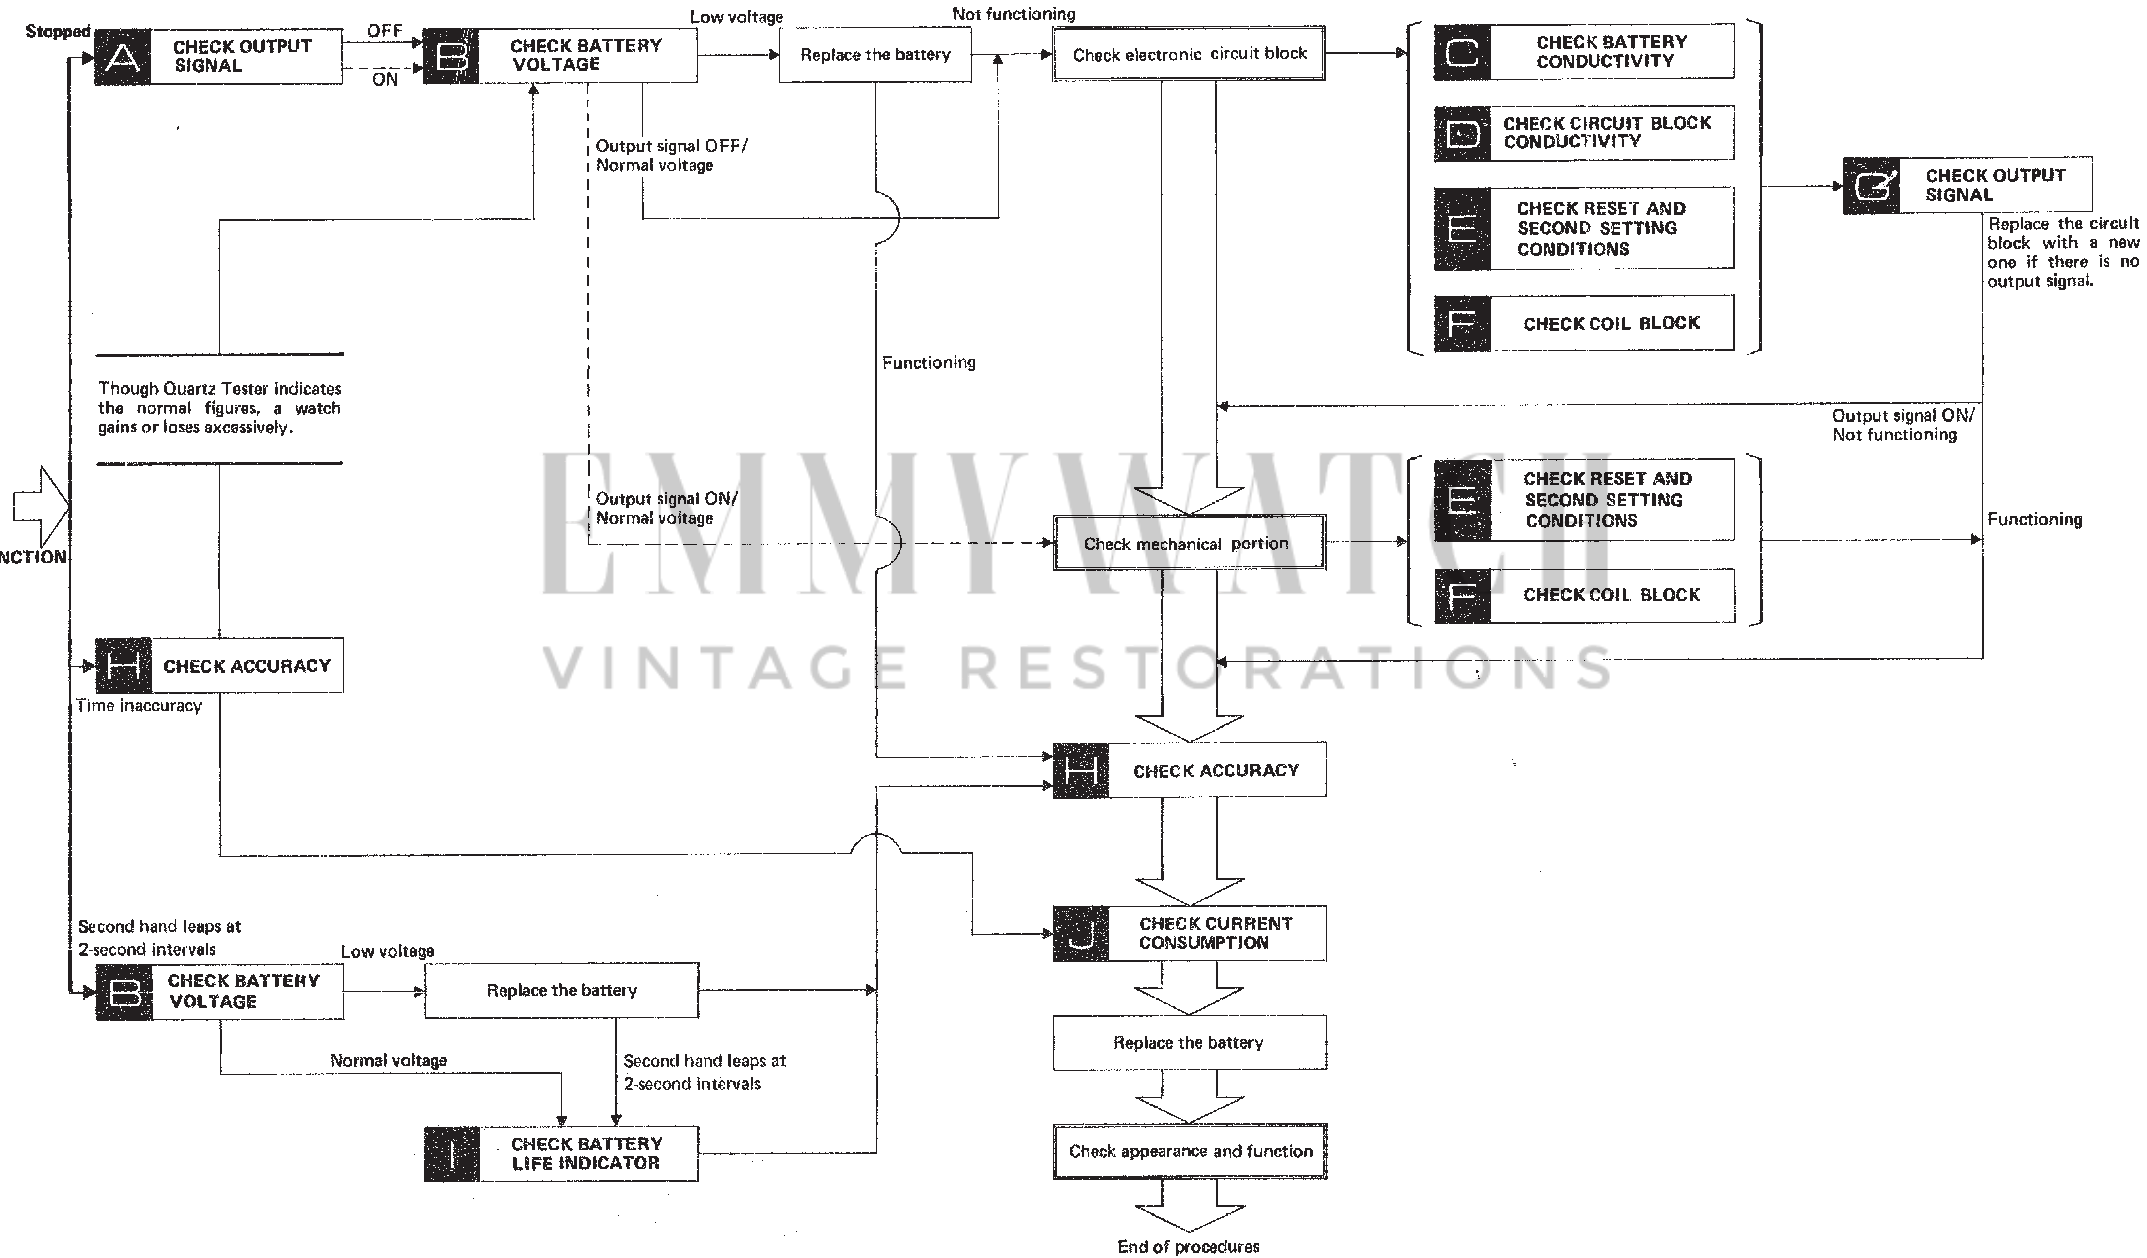 Stopped
A
CHECK OUTPUT
SIGNAL
OFF
ON
B
CHECK BATTERY
VOLTAGE
Low voltage
Replace the battery
Not functioning
Check electronic circuit block
C
CHECK BATTERY
CONDUCTIVITY
D
CHECK CIRCUIT BLOCK
CONDUCTIVITY
E
CHECK RESET AND
SECOND SETTING
CONDITIONS
F
CHECK COIL BLOCK
G
CHECK OUTPUT
SIGNAL
Replace the circuit
block with a new
one if there is no
output signal.
Output signal OFF/
Normal voltage
Functioning
Though Quartz Tester indicates
the normal figures, a watch
gains or loses excessively.
Output signal ON/
Not functioning
Output signal ON/
Normal voltage
EMMYWATCH
VINTAGE RESTORATIONS
Check mechanical portion
E
CHECK RESET AND
SECOND SETTING
CONDITIONS
F
CHECK COIL BLOCK
Functioning
NCTION
H
CHECK ACCURACY
Time inaccuracy
H
CHECK ACCURACY
J
CHECK CURRENT
CONSUMPTION
Second hand leaps at
2-second intervals
B
CHECK BATTERY
VOLTAGE
Low voltage
Replace the battery
Normal voltage
Second hand leaps at
2-second intervals
I
CHECK BATTERY
LIFE INDICATOR
Replace the battery
Check appearance and function
End of procedures